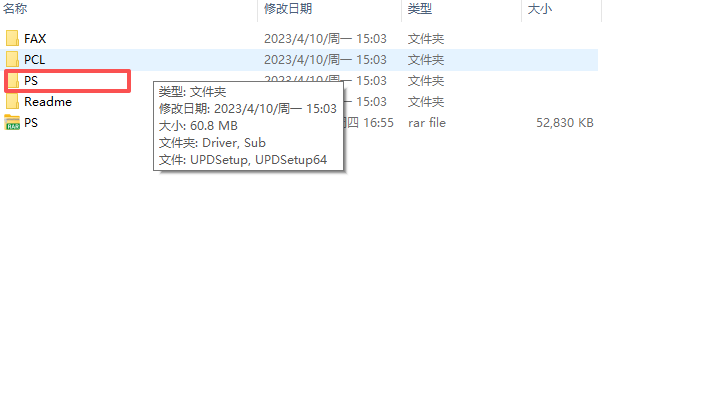 名称 修改日期 类型 大小
FAX 2023/4/10/周一 15:03 文件夹
PCL 2023/4/10/周一 15:03 文件夹
PS 2023/4/10/周一 15:03 文件夹
Readme 2023/4/10/周一 15:03 文件夹
PS 周四 16:55 rar file 52,830 KB
类型: 文件夹
修改日期: 2023/4/10/周一 15:03
大小: 60.8 MB
文件夹: Driver, Sub
文件: UPDSetup, UPDSetup64